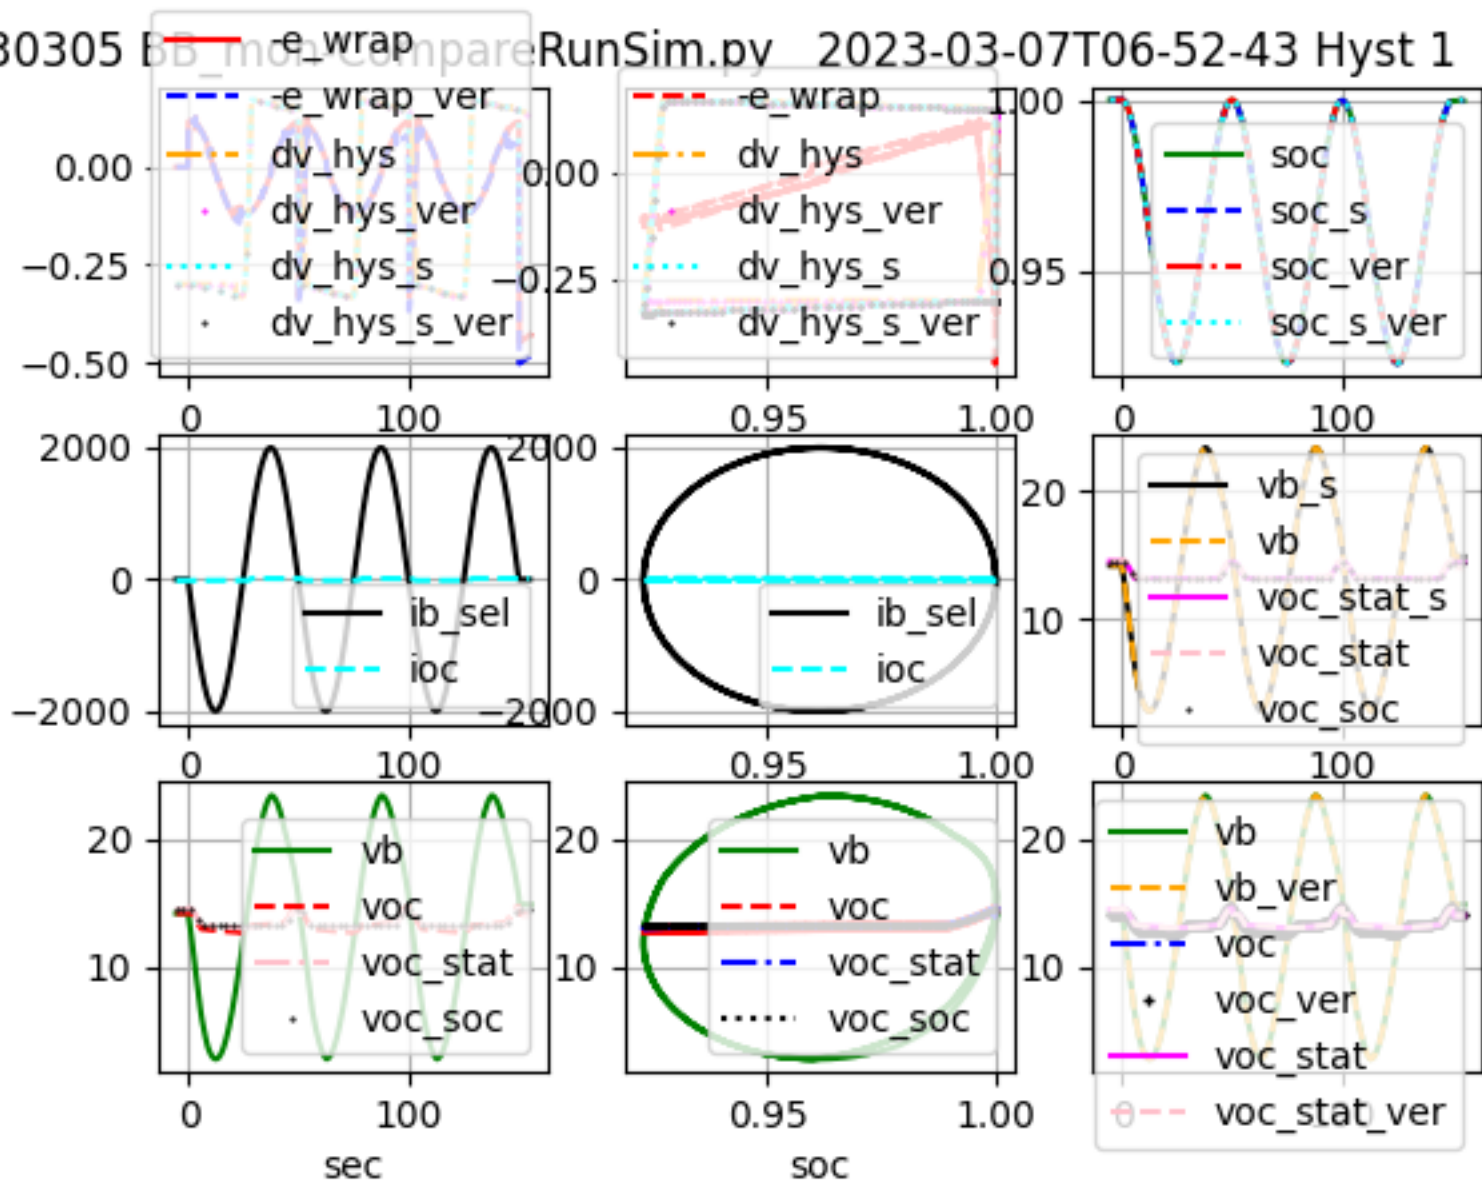 30305 BB_mon-CompareRunSim.py 2023-03-07T06-52-43 Hyst 1
-e_wrap
-e_wrap_ver
dv_hys
dv_hys_ver
dv_hys_s
dv_hys_s_ver
0.00
−0.25
−0.50
0
100
-e_wrap
dv_hys
dv_hys_ver
dv_hys_s
dv_hys_s_ver
0.00
−0.25
0.95
1.00
soc
soc_s
soc_ver
soc_s_ver
1.00
0.95
0
100
ib_sel
ioc
2000
0
−2000
0
100
ib_sel
ioc
2000
0
−2000
0.95
1.00
vb_s
vb
voc_stat_s
voc_stat
voc_soc
20
10
0
100
vb
voc
voc_stat
voc_soc
20
10
0
100
sec
vb
voc
voc_stat
voc_soc
20
10
0.95
1.00
soc
vb
vb_ver
voc
voc_ver
voc_stat
voc_stat_ver
20
10
0